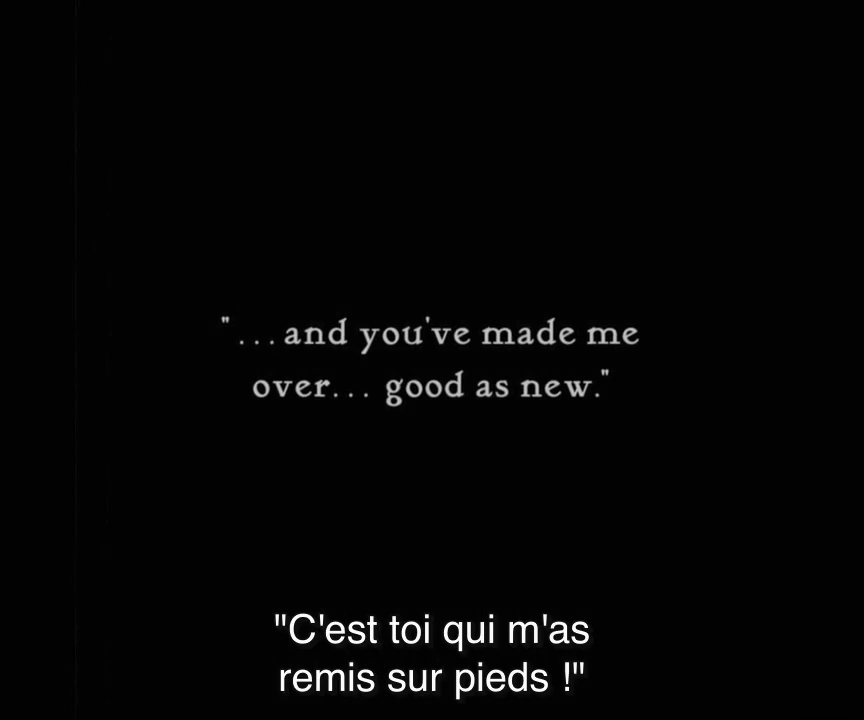 "...and you've made me
over... good as new."
"C'est toi qui m'as
remis sur pieds !"